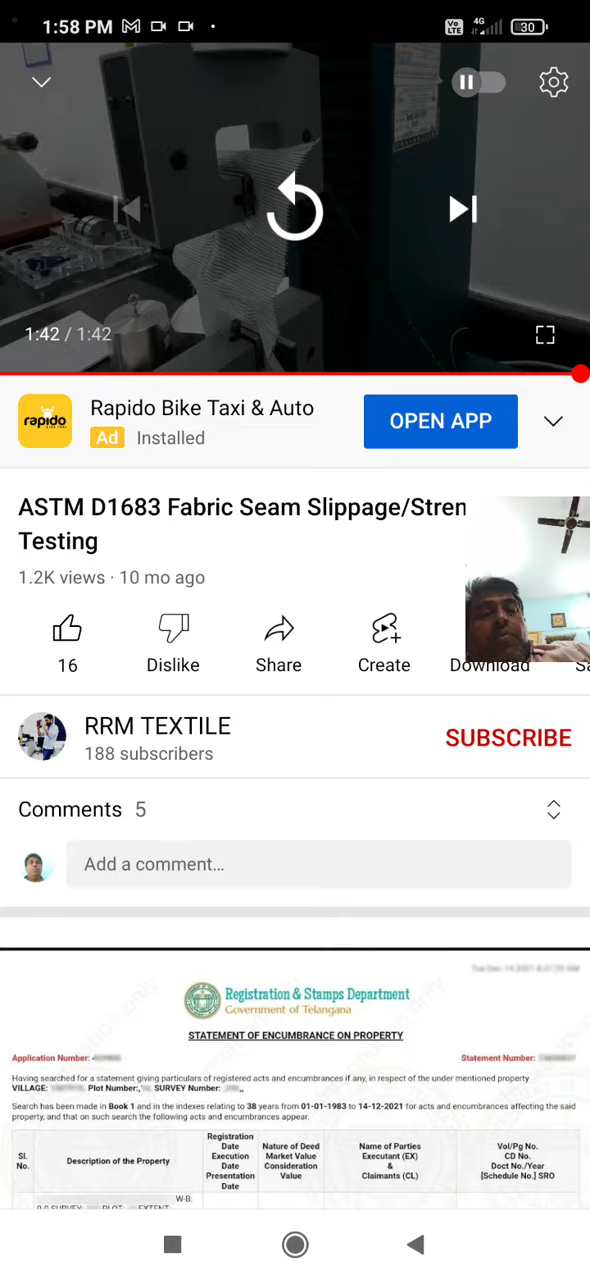 1:58 PM
Vo
LTE
4G
30
1:42 / 1:42
rapido
Rapido Bike Taxi & Auto
Ad Installed
OPEN APP
ASTM D1683 Fabric Seam Slippage/Stren
Testing
1.2K views · 10 mo ago
16
Dislike
Share
Create
Download
Sa
RRM TEXTILE
188 subscribers
SUBSCRIBE
Comments 5
Add a comment...
Registration & Stamps Department
Government of Telangana
STATEMENT OF ENCUMBRANCE ON PROPERTY
Application Number:
Statement Number:
Having searched for a statement giving particulars of registered acts and encumbrances if any, in respect of the under mentioned property
VILLAGE: Plot Number: SURVEY Number:
Search has been made in Book 1 and in the indexes relating to 38 years from 01-01-1983 to 14-12-2021 for acts and encumbrances affecting the said
property, and that on such search the following acts and encumbrances appear.
Sl.
No.
Description of the Property
Registration
Date
Execution
Date
Presentation
Date
Nature of Deed
Market Value
Consideration
Value
Name of Parties
Executant (EX)
&
Claimants (CL)
Vol/Pg No.
CD No.
Doct No./Year
[Schedule No.] SRO
W-B: